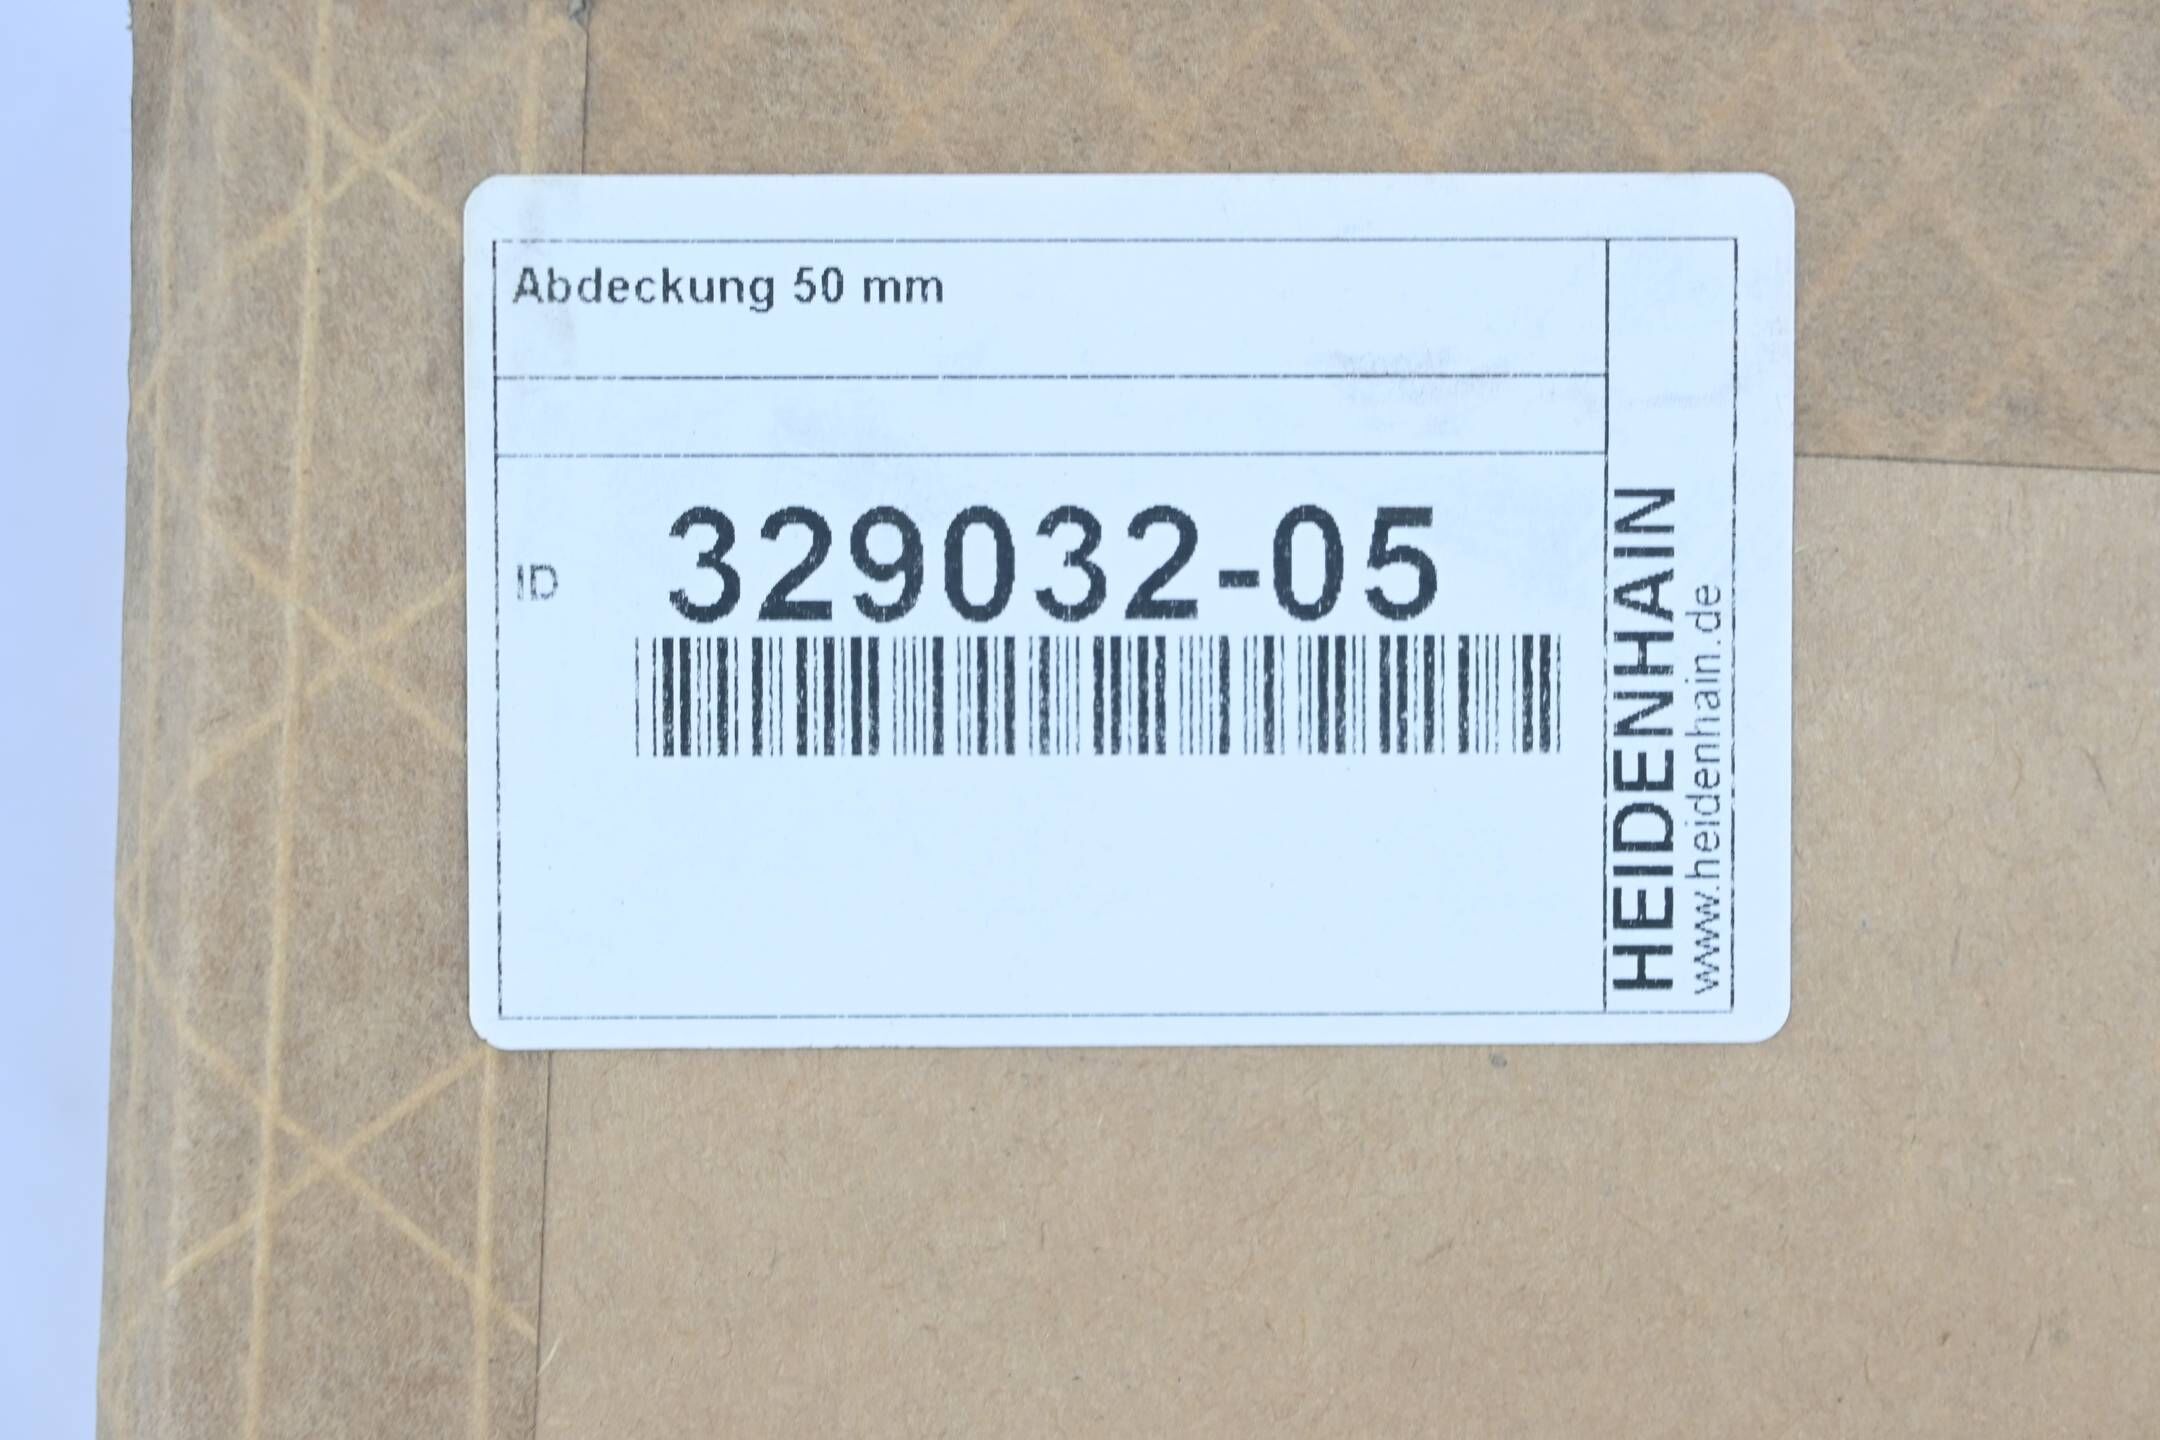 Abdeckung 50 mm
ID 329032-05
HEIDENHAIN
www.heidenhain.de